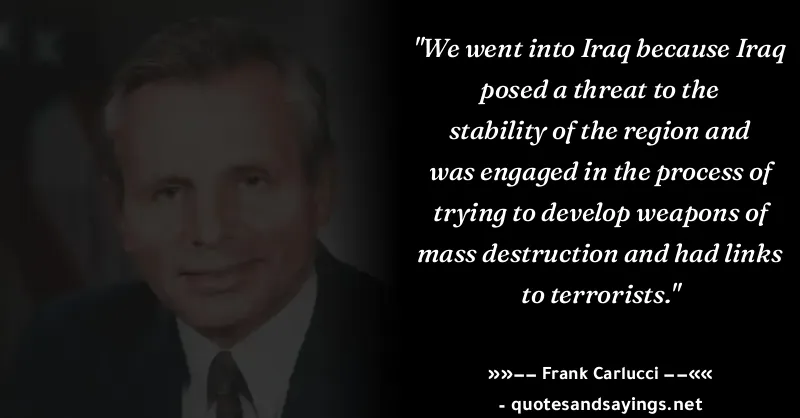 "We went into Iraq because Iraq
posed a threat to the
stability of the region and
was engaged in the process of
trying to develop weapons of
mass destruction and had links
to terrorists."
»»-- Frank Carlucci --««
- quotesandsayings.net